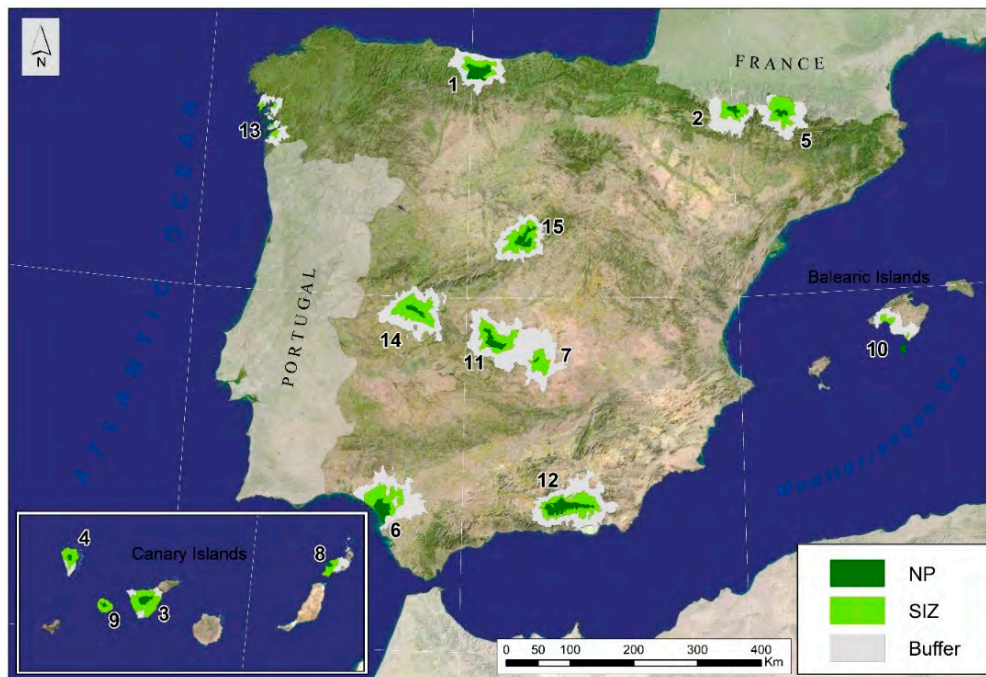 N
FRANCE
1
2
5
13
ATLANTIC OCEAN
15
PORTUGAL
Balearic Islands
14
11
7
10
Mediterranean Sea
12
6
4
Canary Islands
8
9
3
NP
SIZ
Buffer
0 50 100 200 300 400
Km